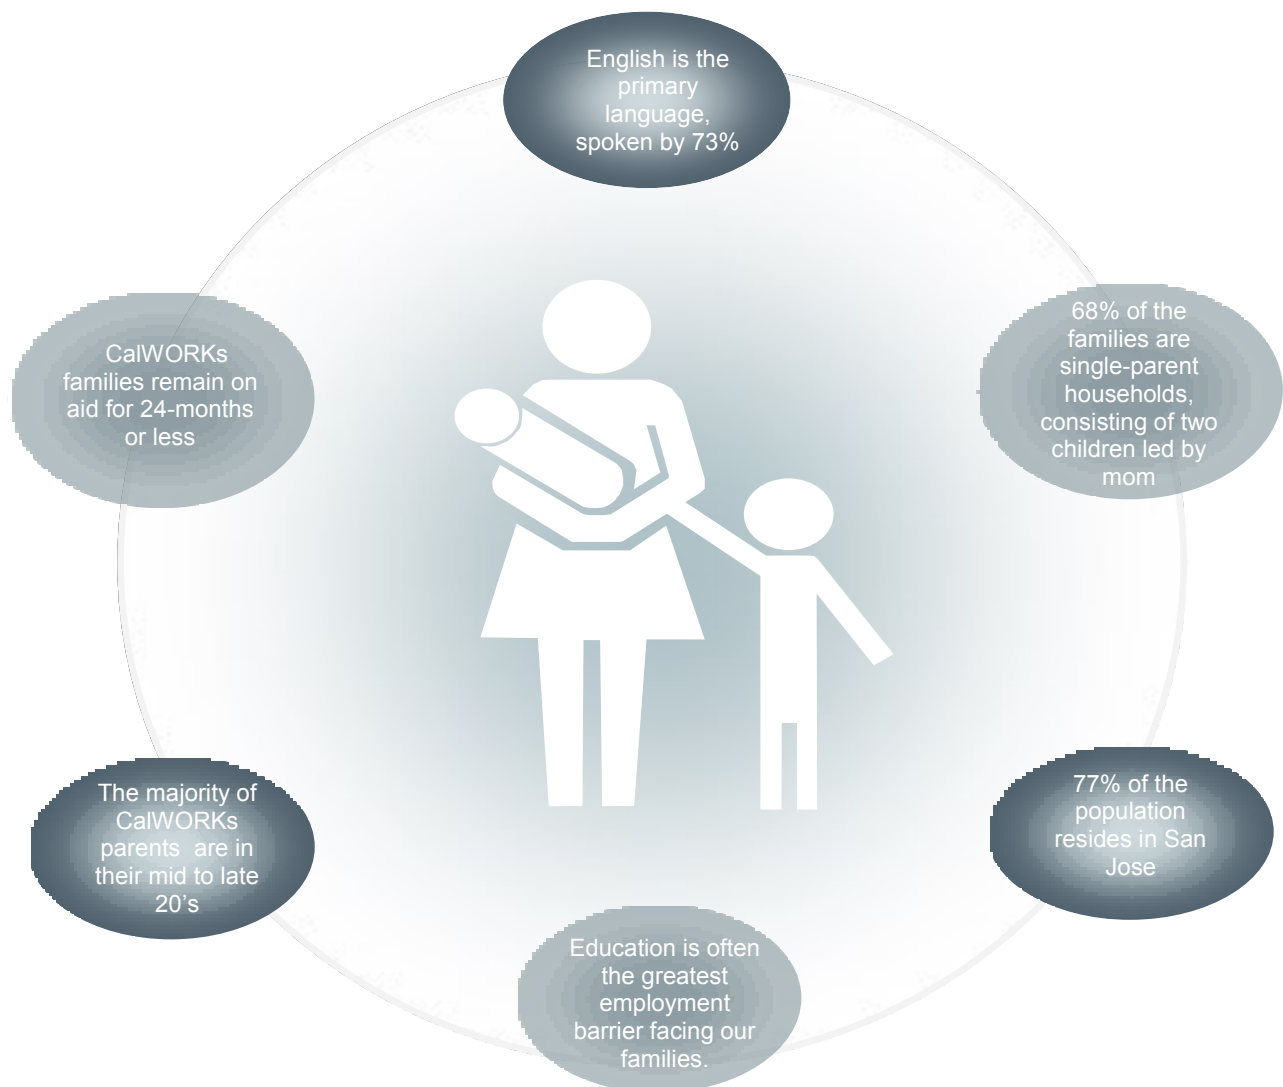 English is the
primary
language,
spoken by 73%
68% of the
families are
single-parent
households,
consisting of two
children led by
mom
77% of the
population
resides in San
Jose
Education is often
the greatest
employment
barrier facing our
families.
The majority of
CalWORKs
parents  are in
their mid to late
20’s
CalWORKs
families remain on
aid for 24-months
or less